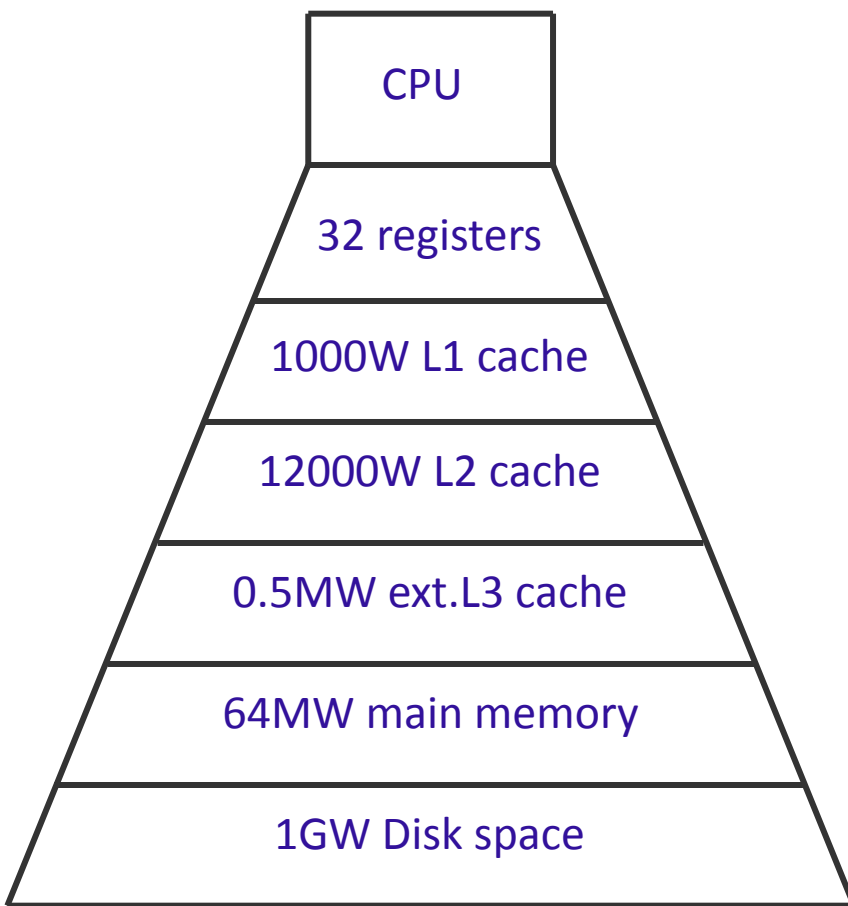 CPU
32 registers
1000W L1 cache
12000W L2 cache
0.5MW ext.L3 cache
64MW main memory
1GW Disk space